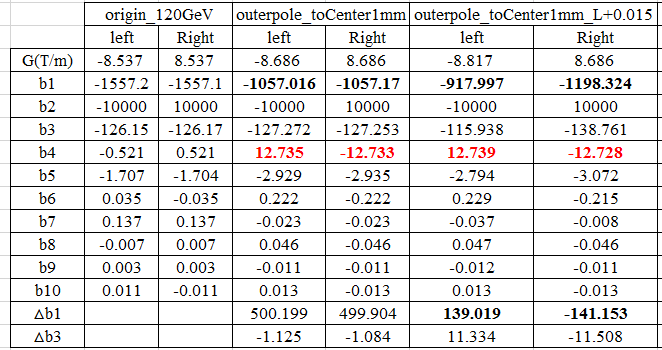 origin_120GeV outerpole_toCenter1mm outerpole_toCenter1mm_L+0.015
left Right left Right left Right
G(T/m) -8.537 8.537 -8.686 8.686 -8.817 8.686
b1 -1557.2 -1557.1 -1057.016 -1057.17 -917.997 -1198.324
b2 -10000 10000 -10000 10000 -10000 10000
b3 -126.15 -126.17 -127.272 -127.253 -115.938 -138.761
b4 -0.521 0.521 12.735 -12.733 12.739 -12.728
b5 -1.707 -1.704 -2.929 -2.935 -2.794 -3.072
b6 0.035 -0.035 0.222 -0.222 0.229 -0.215
b7 0.137 0.137 -0.023 -0.023 -0.037 -0.008
b8 -0.007 0.007 0.046 -0.046 0.047 -0.046
b9 0.003 0.003 -0.011 -0.011 -0.012 -0.011
b10 0.011 -0.011 0.013 -0.013 0.013 -0.013
△b1 500.199 499.904 139.019 -141.153
△b3 -1.125 -1.084 11.334 -11.508